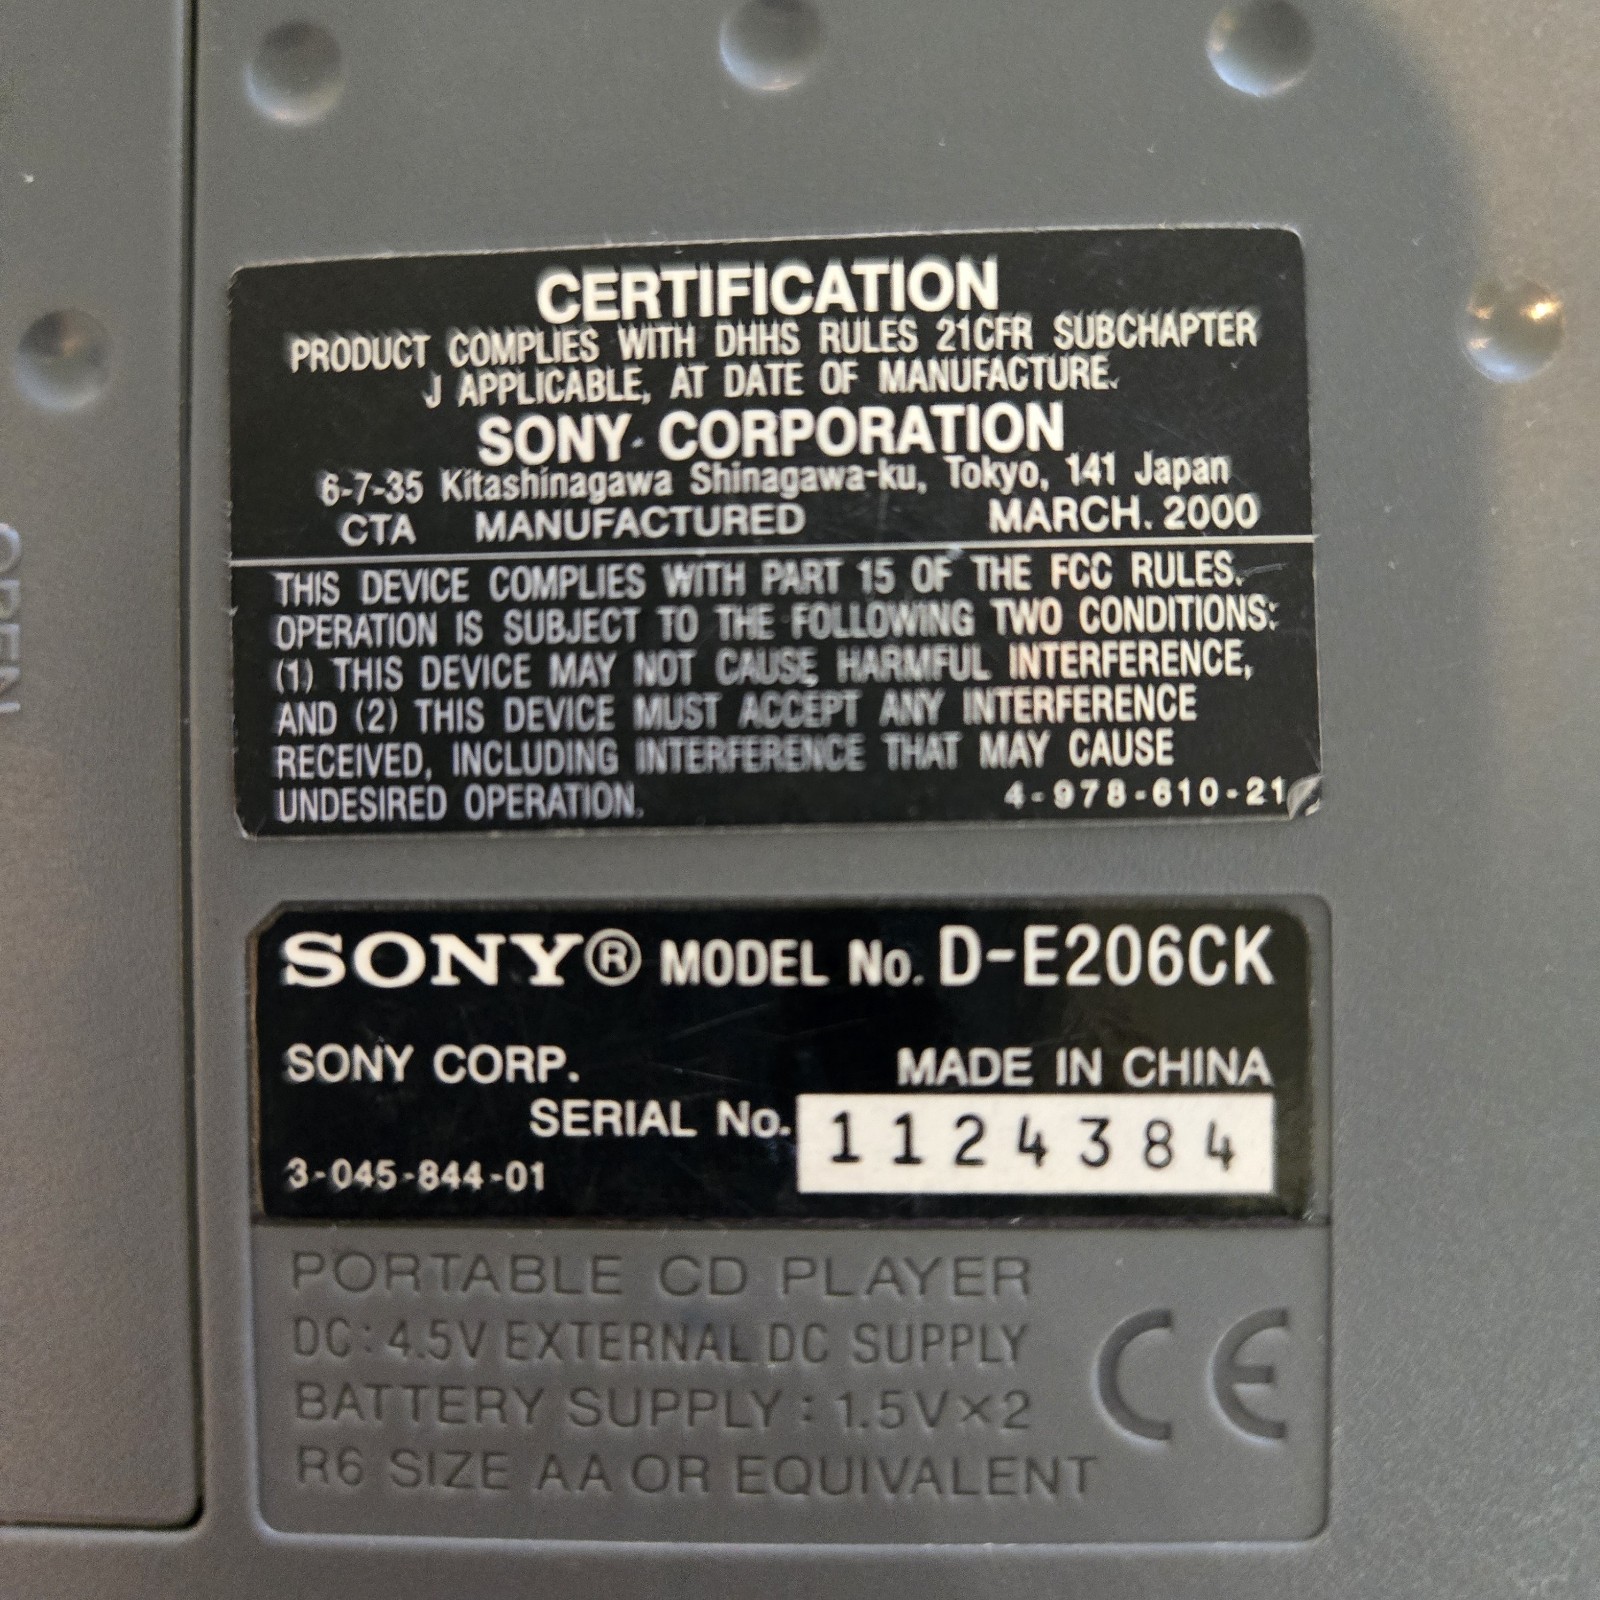 CERTIFICATION
PRODUCT COMPLIES WITH DHHS RULES 21CFR SUBCHAPTER
J APPLICABLE, AT DATE OF MANUFACTURE.
SONY CORPORATION
6-7-35 Kitashinagawa Shinagawa-ku, Tokyo, 141 Japan
CTA MANUFACTURED MARCH. 2000
THIS DEVICE COMPLIES WITH PART 15 OF THE FCC RULES.
OPERATION IS SUBJECT TO THE FOLLOWING TWO CONDITIONS:
(1) THIS DEVICE MAY NOT CAUSE HARMFUL INTERFERENCE,
AND (2) THIS DEVICE MUST ACCEPT ANY INTERFERENCE
RECEIVED, INCLUDING INTERFERENCE THAT MAY CAUSE
UNDESIRED OPERATION.
4-978-610-21
OPEN
SONY® MODEL No. D-E206CK
SONY CORP. MADE IN CHINA
SERIAL No. 1124384
3-045-844-01
PORTABLE CD PLAYER
DC: 4.5V EXTERNAL DC SUPPLY
BATTERY SUPPLY: 1.5V×2
R6 SIZE AA OR EQUIVALENT
CE